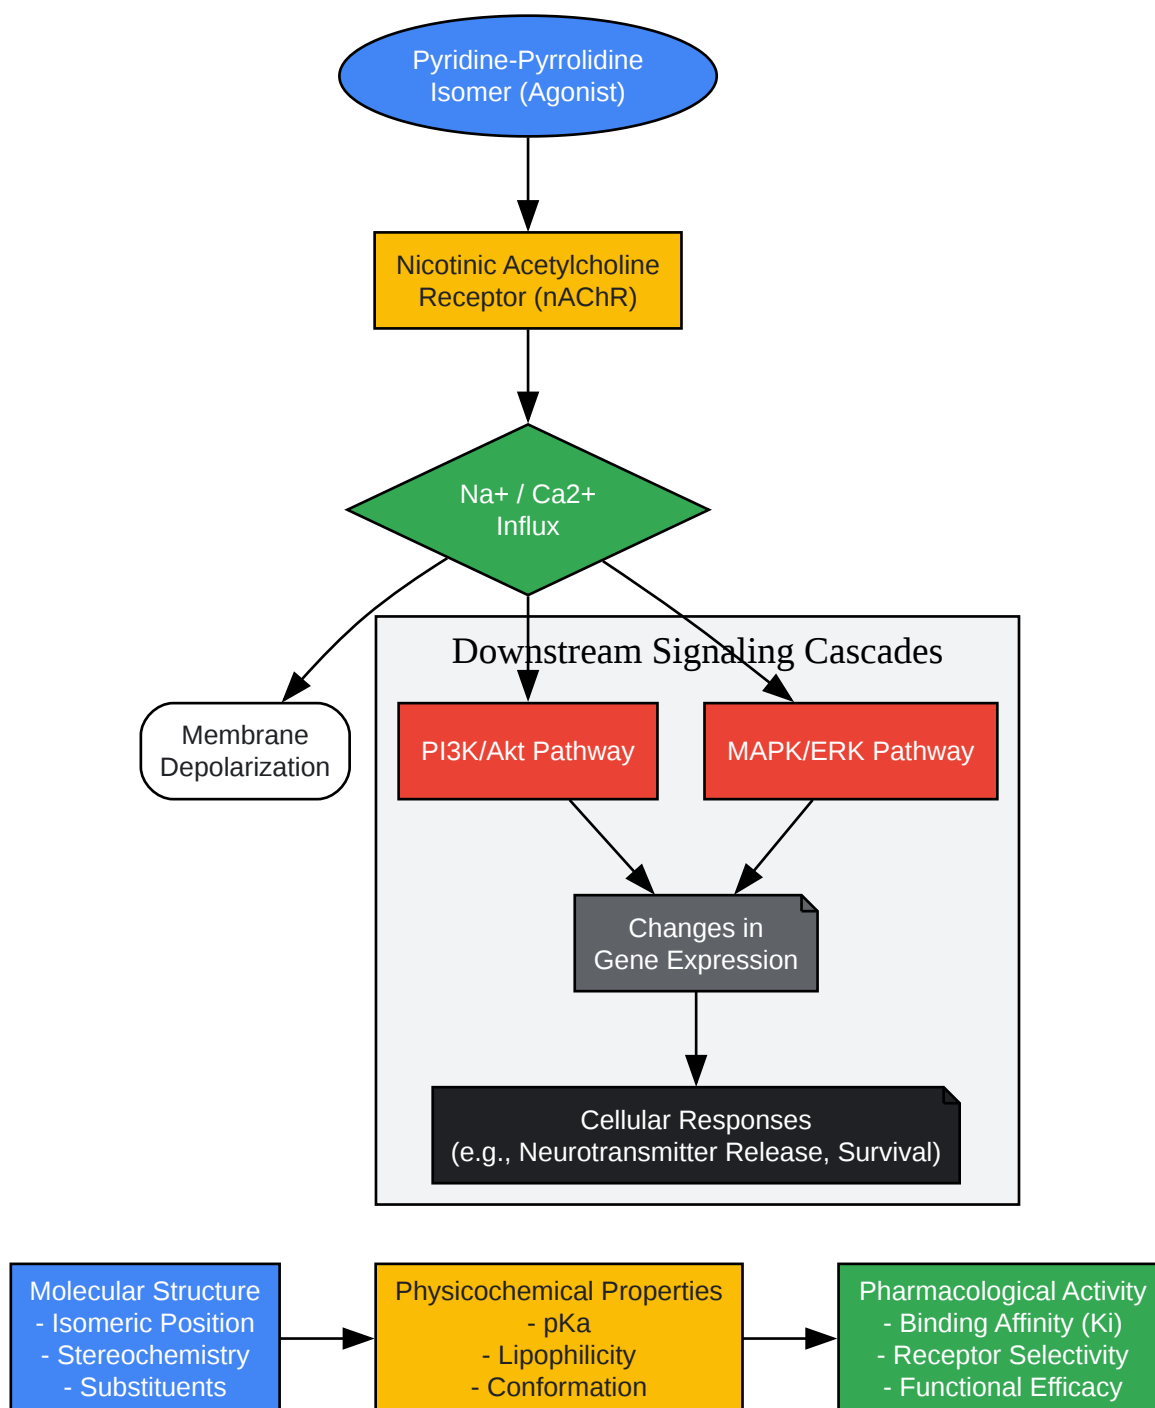 Pyridine-Pyrrolidine
Isomer (Agonist)
Nicotinic Acetylcholine
Receptor (nAChR)
Na+ / Ca2+
Influx
Downstream Signaling Cascades
Membrane
Depolarization
PI3K/Akt Pathway
MAPK/ERK Pathway
Changes in
Gene Expression
Cellular Responses
(e.g., Neurotransmitter Release, Survival)
Molecular Structure
- Isomeric Position
- Stereochemistry
- Substituents
Physicochemical Properties
- pKa
- Lipophilicity
- Conformation
Pharmacological Activity
- Binding Affinity (Ki)
- Receptor Selectivity
- Functional Efficacy